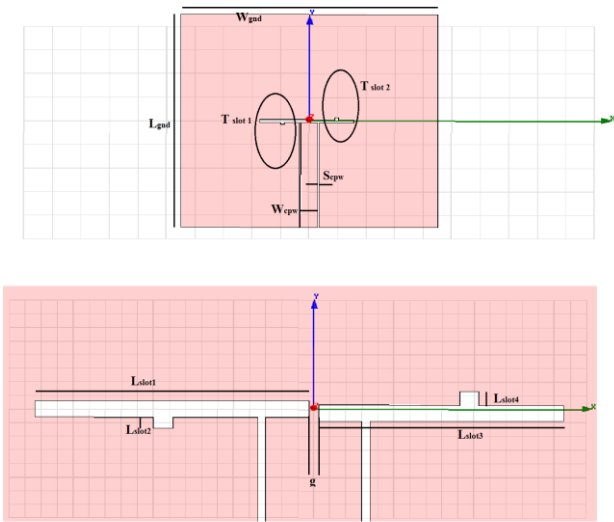 Wgnd
Y
T slot 2
T slot 1
Lgnd
X
Scpw
Wcpw
Y
Lslot1
Lslot4
X
Lslot2
Lslot3
g